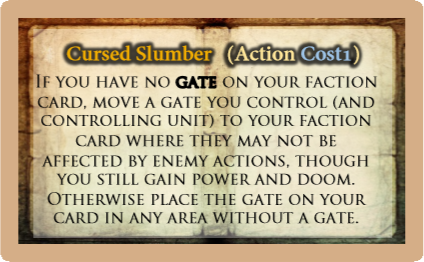 Cursed Slumber (Action Cost1)
If you have no GATE on your faction
card, move a gate you control (and
controlling unit) to your faction
card where they may not be
affected by enemy actions, though
you still gain power and doom.
Otherwise place the gate on your
card in any area without a gate.